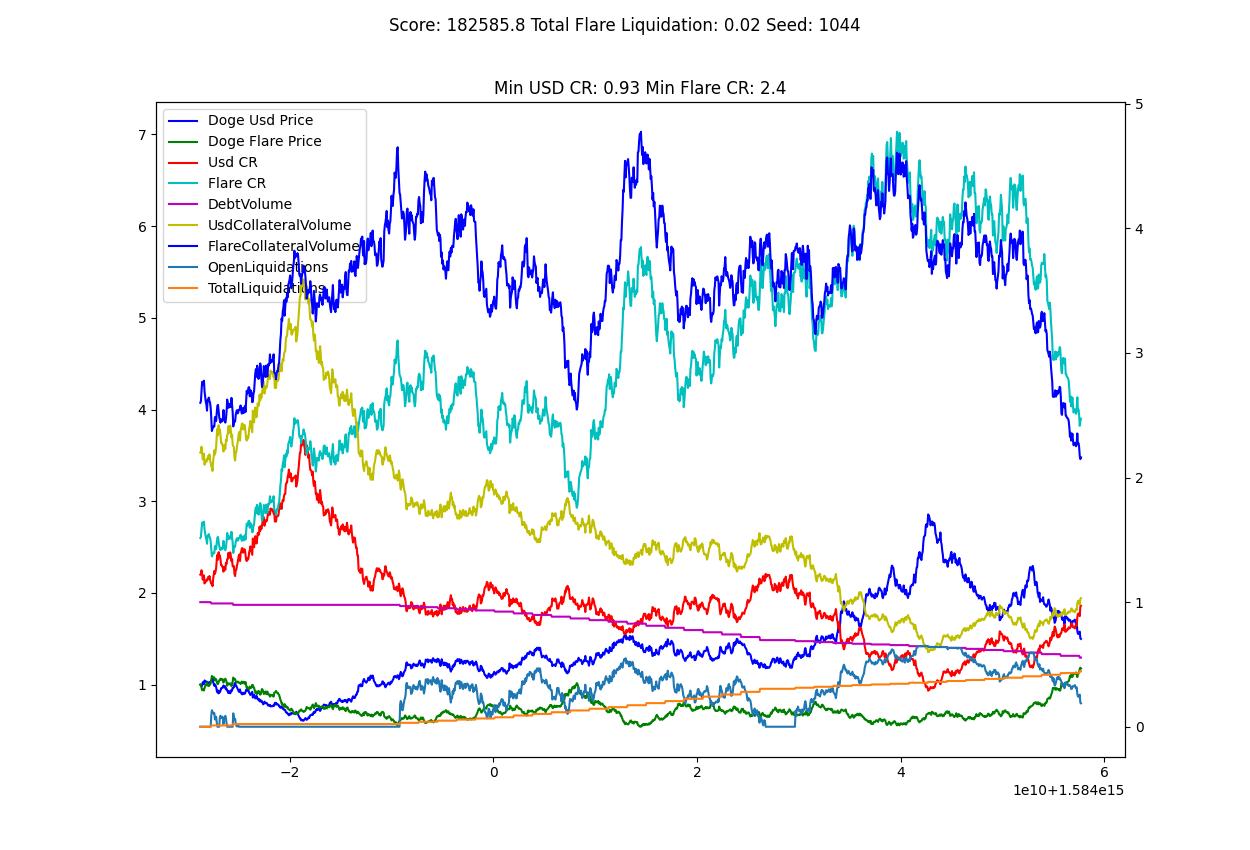 Score: 182585.8 Total Flare Liquidation: 0.02 Seed: 1044
Min USD CR: 0.93 Min Flare CR: 2.4
Doge Usd Price
Doge Flare Price
Usd CR
Flare CR
DebtVolume
UsdCollateralVolume
FlareCollateralVolume
OpenLiquidations
TotalLiquidations
7
6
5
4
3
2
1
5
4
3
2
1
0
−2
0
2
4
6
1e10+1.584e15